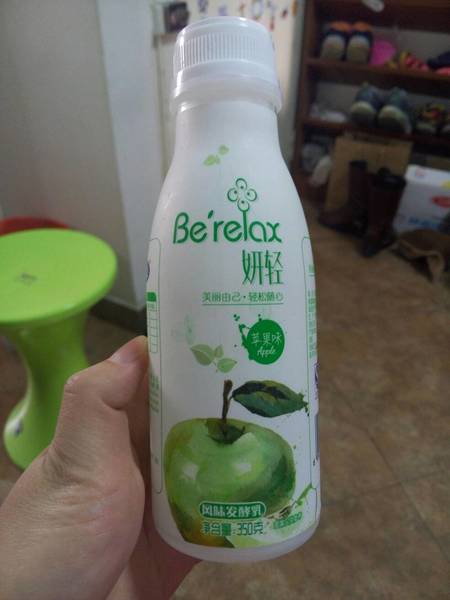 Be'relax
妍轻
美丽由己·轻松随心
苹果味
Apple
风味发酵乳
净含量:350克